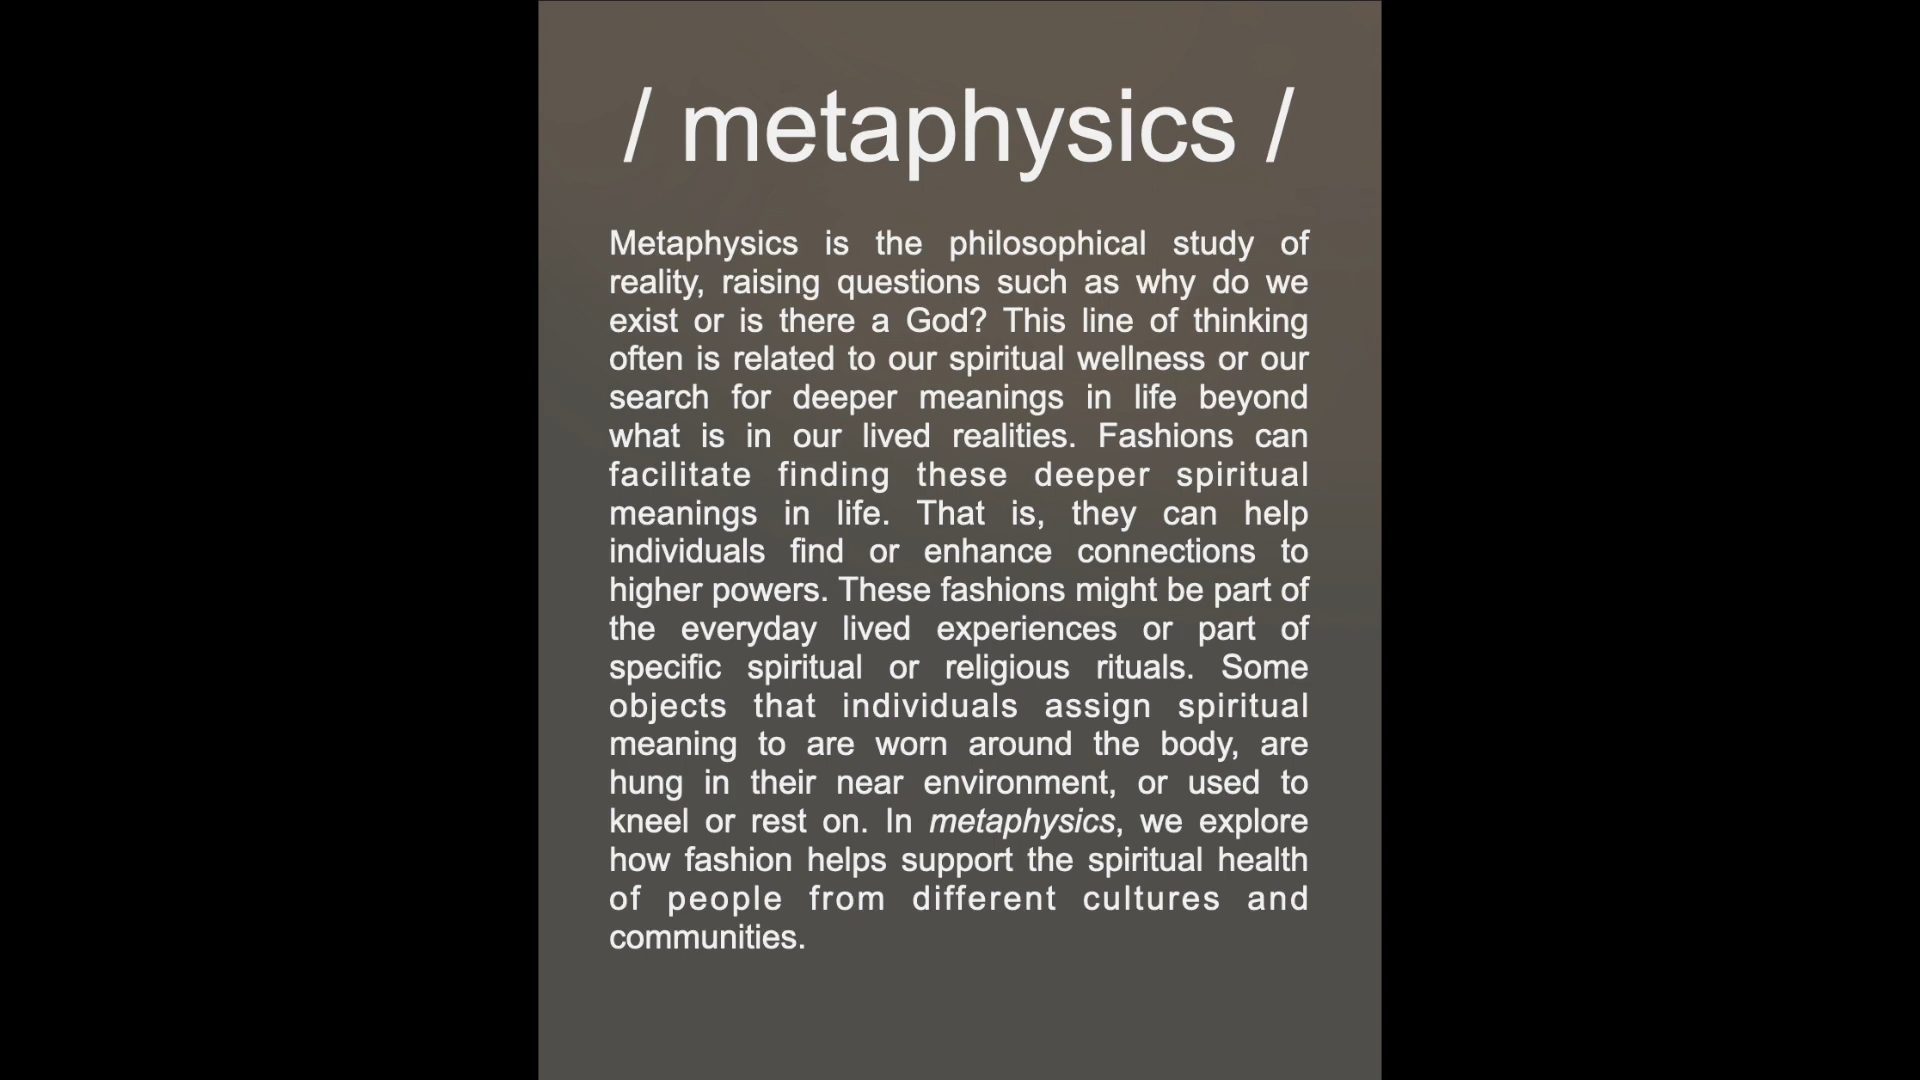 / metaphysics /
Metaphysics is the philosophical study of
reality, raising questions such as why do we
exist or is there a God? This line of thinking
often is related to our spiritual wellness or our
search for deeper meanings in life beyond
what is in our lived realities. Fashions can
facilitate finding these deeper spiritual
meanings in life. That is, they can help
individuals find or enhance connections to
higher powers. These fashions might be part of
the everyday lived experiences or part of
specific spiritual or religious rituals. Some
objects that individuals assign spiritual
meaning to are worn around the body, are
hung in their near environment, or used to
kneel or rest on. In metaphysics, we explore
how fashion helps support the spiritual health
of people from different cultures and
communities.